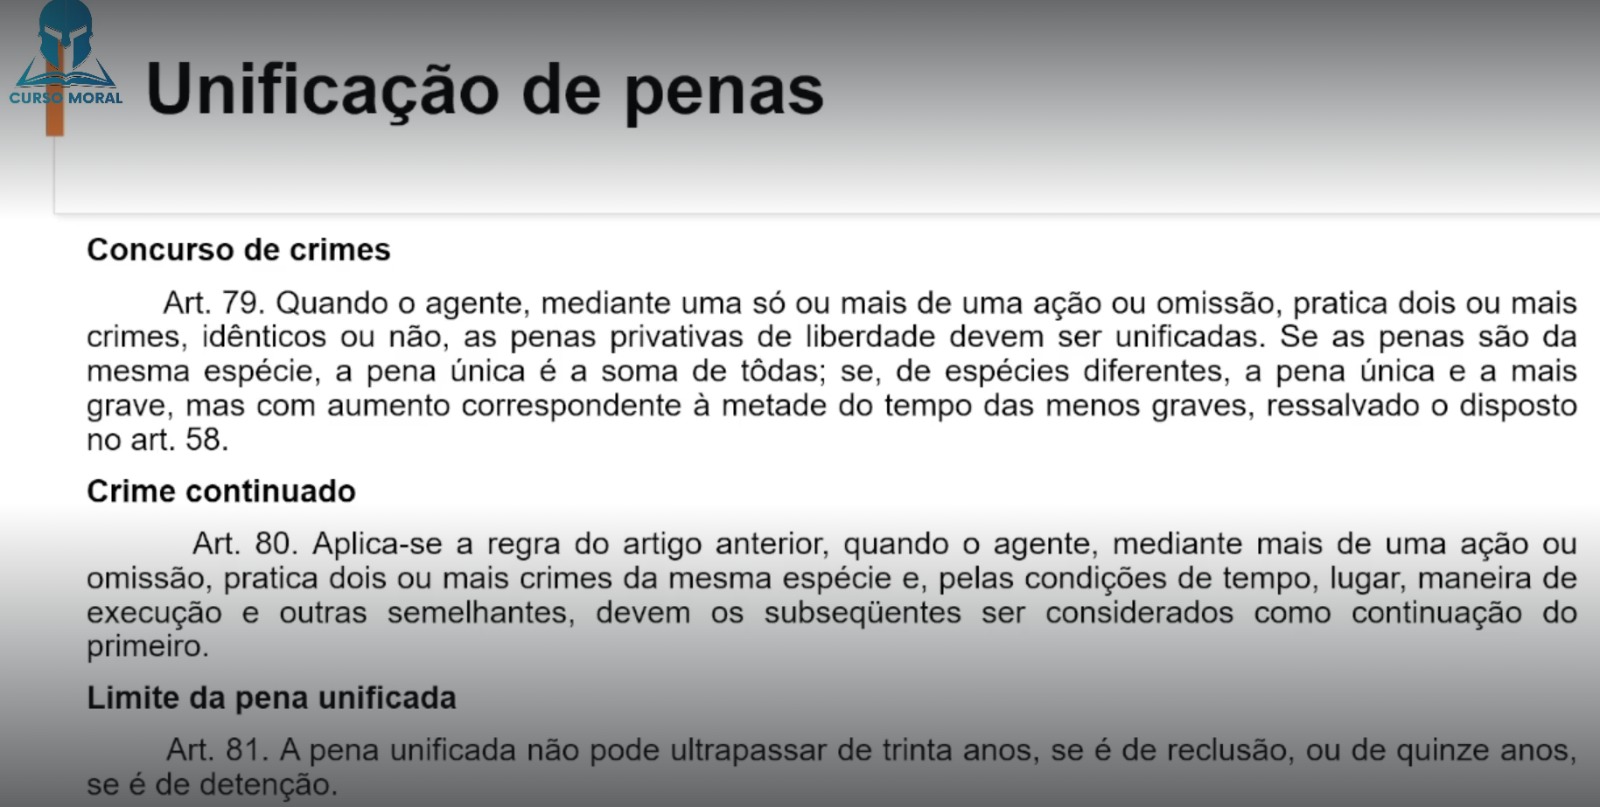 CURSO MORAL
Unificação de penas
Concurso de crimes
Art. 79. Quando o agente, mediante uma só ou mais de uma ação ou omissão, pratica dois ou mais
crimes, idênticos ou não, as penas privativas de liberdade devem ser unificadas. Se as penas são da
mesma espécie, a pena única é a soma de tôdas; se, de espécies diferentes, a pena única e a mais
grave, mas com aumento correspondente à metade do tempo das menos graves, ressalvado o disposto
no art. 58.
Crime continuado
Art. 80. Aplica-se a regra do artigo anterior, quando o agente, mediante mais de uma ação ou
omissão, pratica dois ou mais crimes da mesma espécie e, pelas condições de tempo, lugar, maneira de
execução e outras semelhantes, devem os subseqüentes ser considerados como continuação do
primeiro.
Limite da pena unificada
Art. 81. A pena unificada não pode ultrapassar de trinta anos, se é de reclusão, ou de quinze anos,
se é de detenção.